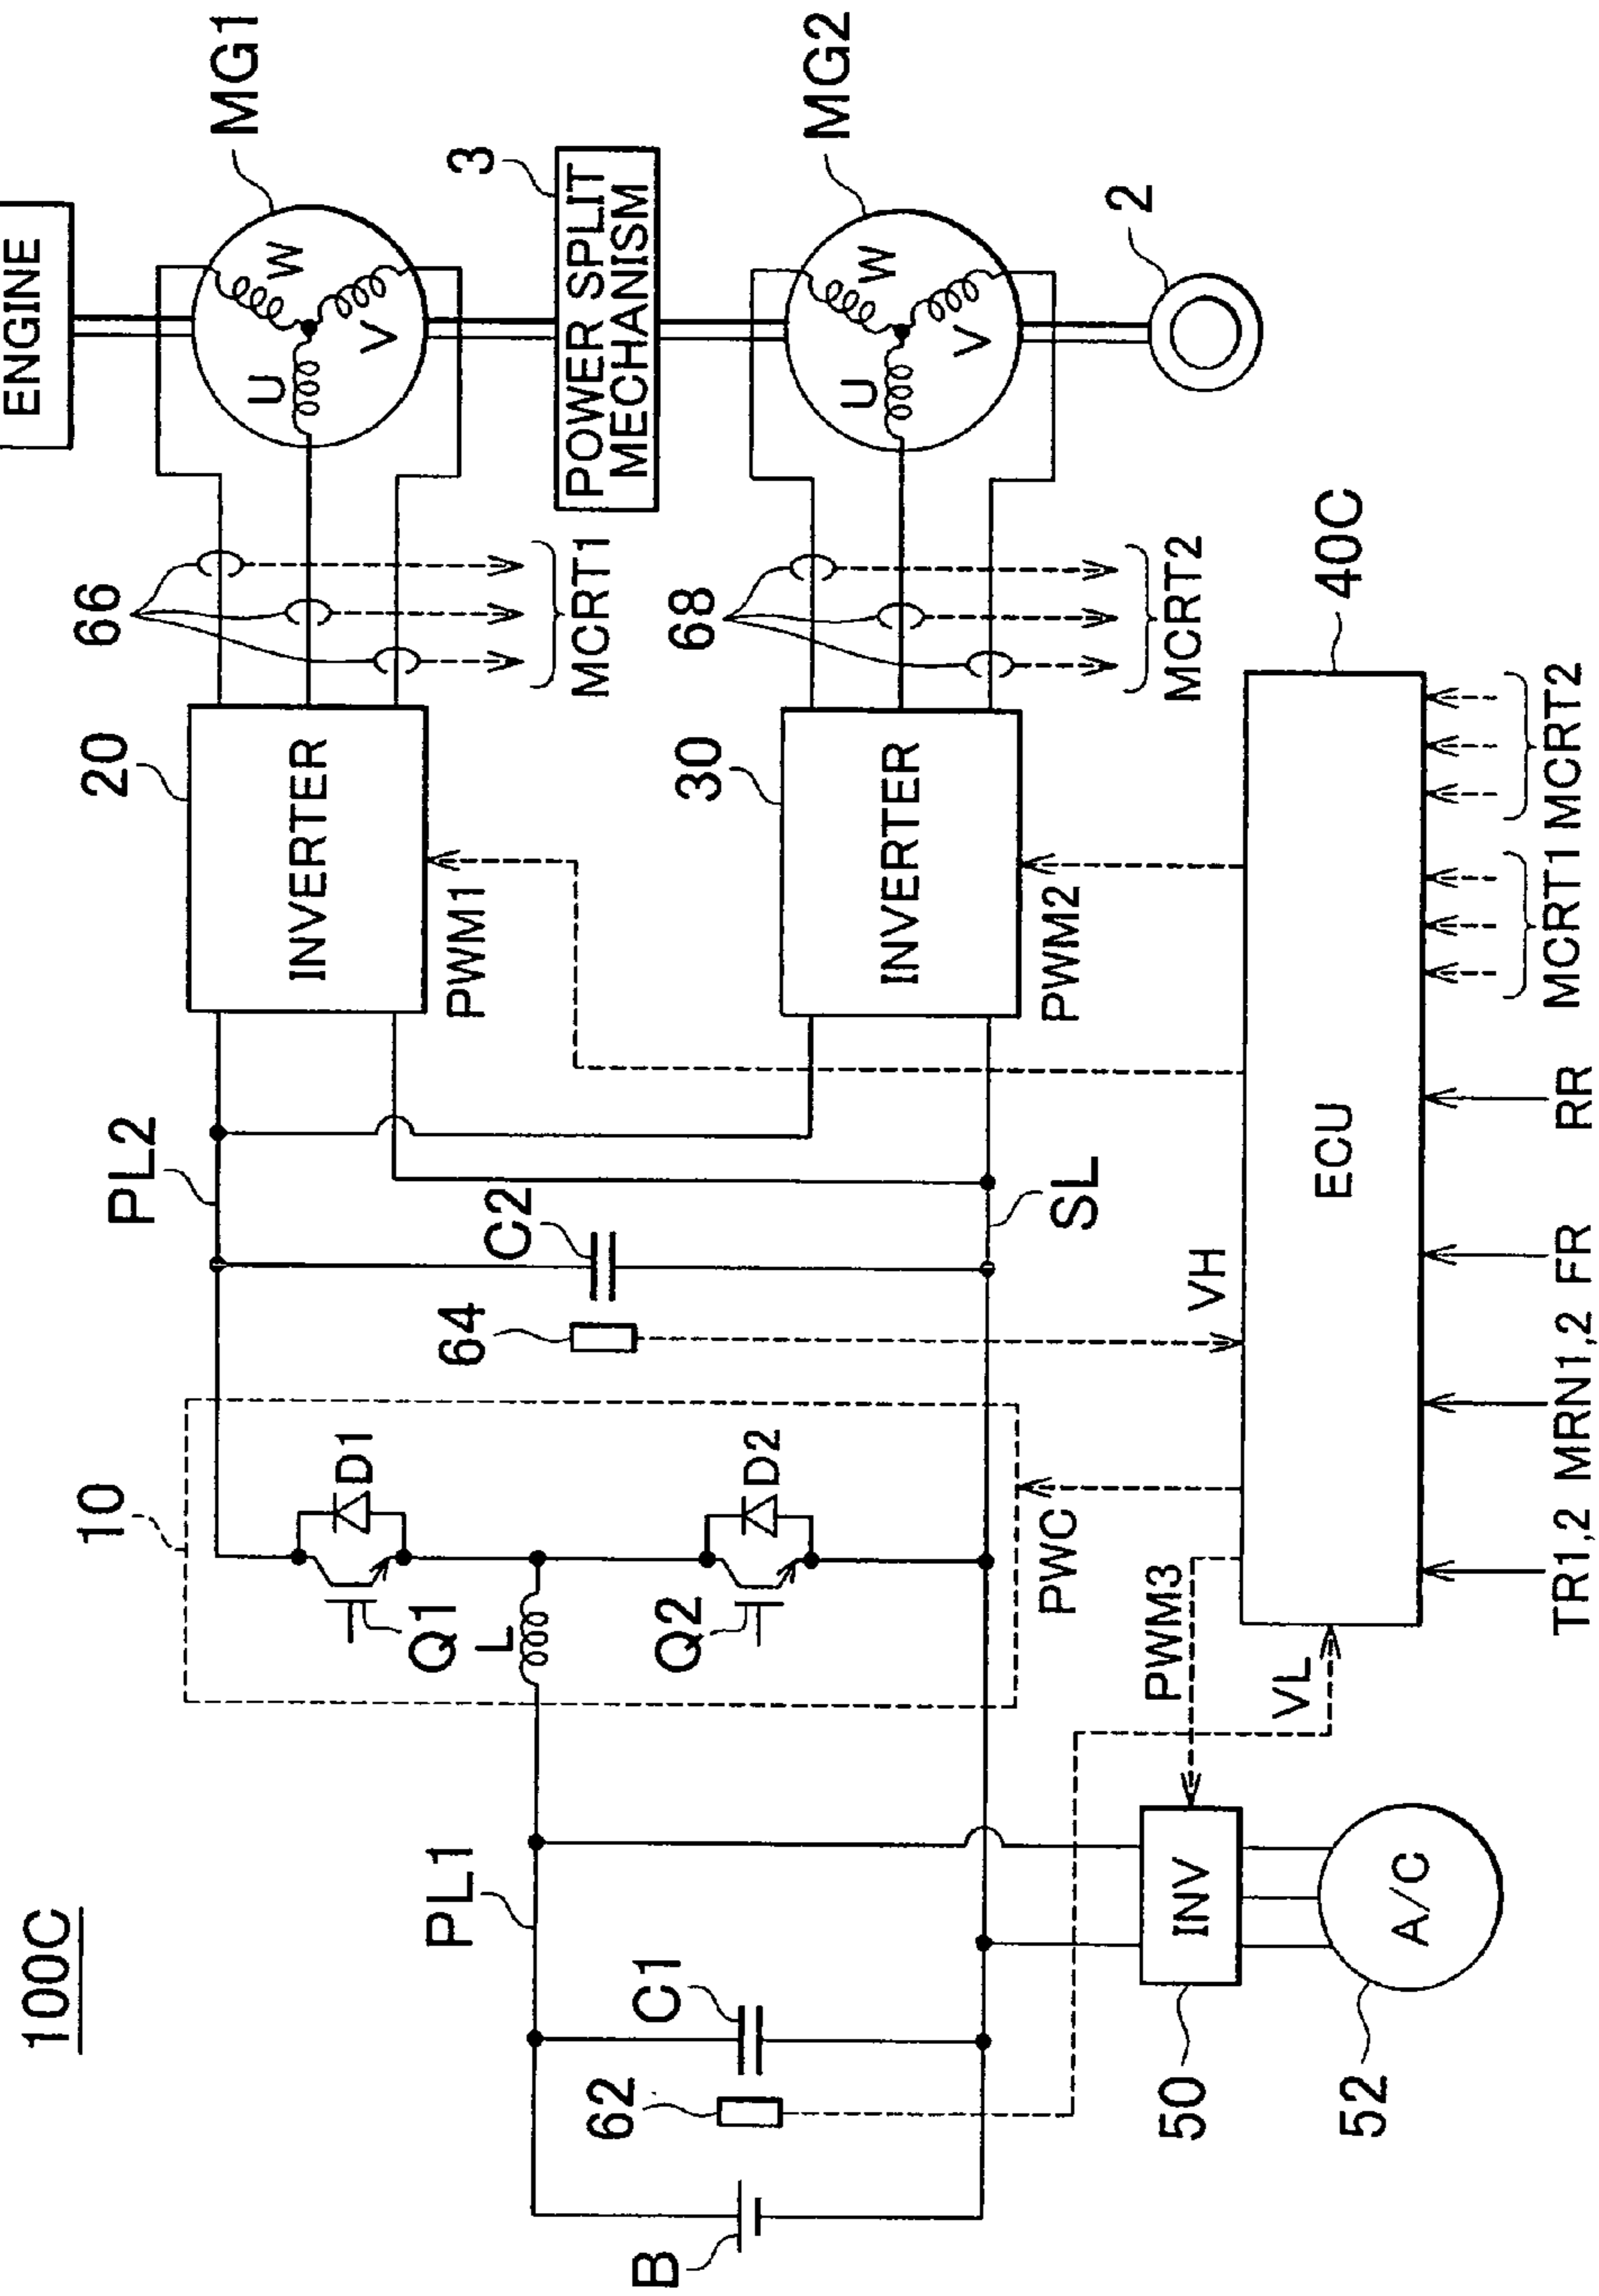 100C
ENGINE
MG1
66
20
W
U
V
PL2
INVERTER
10
MCRT1
3
POWER SPLIT
MECHANISM
PWM1
D1
Q1
C2
64
L
PL1
MG2
68
30
W
U
V
INVERTER
D2
Q2
C1
62
B
MCRT2
2
PWM2
SL
PWC
VH
PWM3
VL
40C
ECU
INV
50
A/C
52
TR1,2
MRN1,2
FR
RR
MCRT1
MCRT2